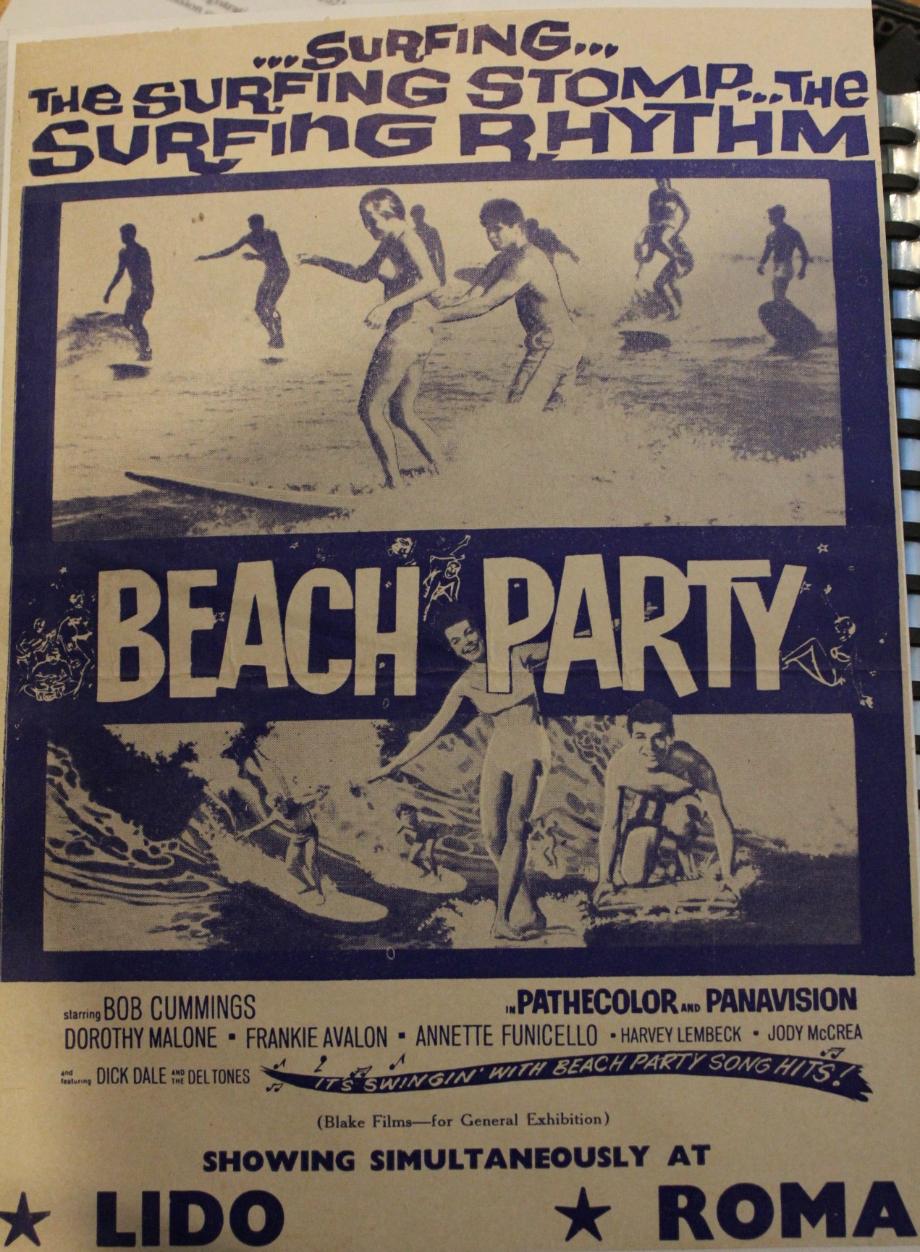 ...SURFING...
THE SURFING STOMP...THE
SURFING RHYTHM
BEACH PARTY
starring BOB CUMMINGS
IN PATHECOLOR AND PANAVISION
DOROTHY MALONE ▪ FRANKIE AVALON ▪ ANNETTE FUNICELLO ▪ HARVEY LEMBECK ▪ JODY McCREA
and featuring DICK DALE AND THE DEL TONES
IT'S SWINGIN' WITH BEACH PARTY SONG HITS!
(Blake Films—for General Exhibition)
SHOWING SIMULTANEOUSLY AT
★ LIDO ★ ROMA